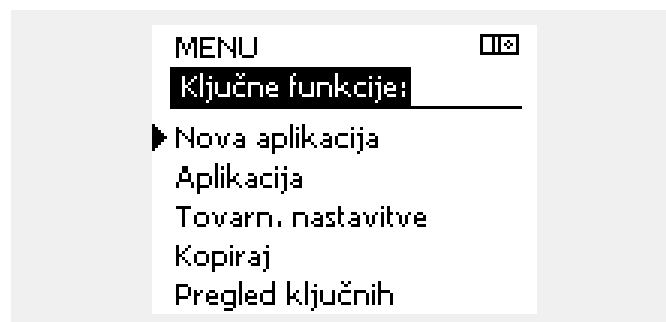 MENU
Ključne funkcije:
Nova aplikacija
Aplikacija
Tovarn. nastavitve
Kopiraj
Pregled ključnih